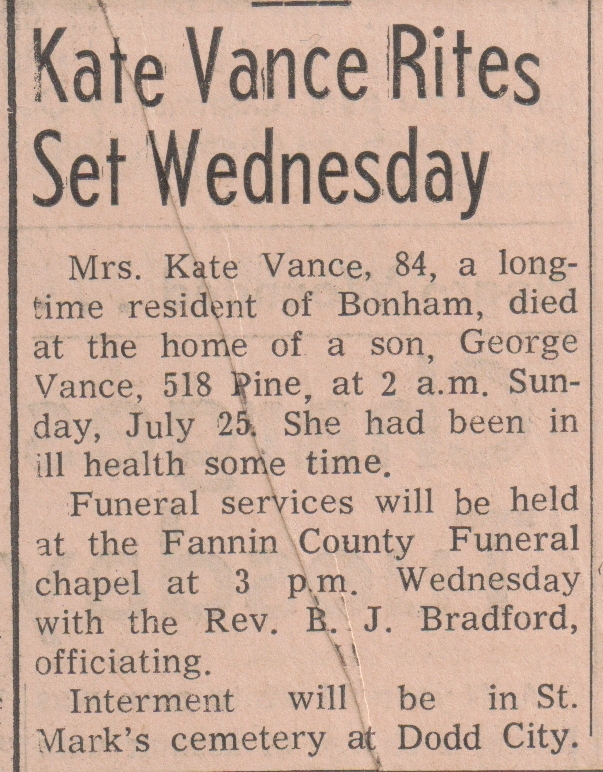 Kate Vance Rites
Set Wednesday
Mrs. Kate Vance, 84, a long-
time resident of Bonham, died
at the home of a son, George
Vance, 518 Pine, at 2 a.m. Sun-
day, July 25. She had been in
ill health some time.
Funeral services will be held
at the Fannin County Funeral
chapel at 3 p.m. Wednesday
with the Rev. B. J. Bradford,
officiating.
Interment will be in St.
Mark's cemetery at Dodd City.